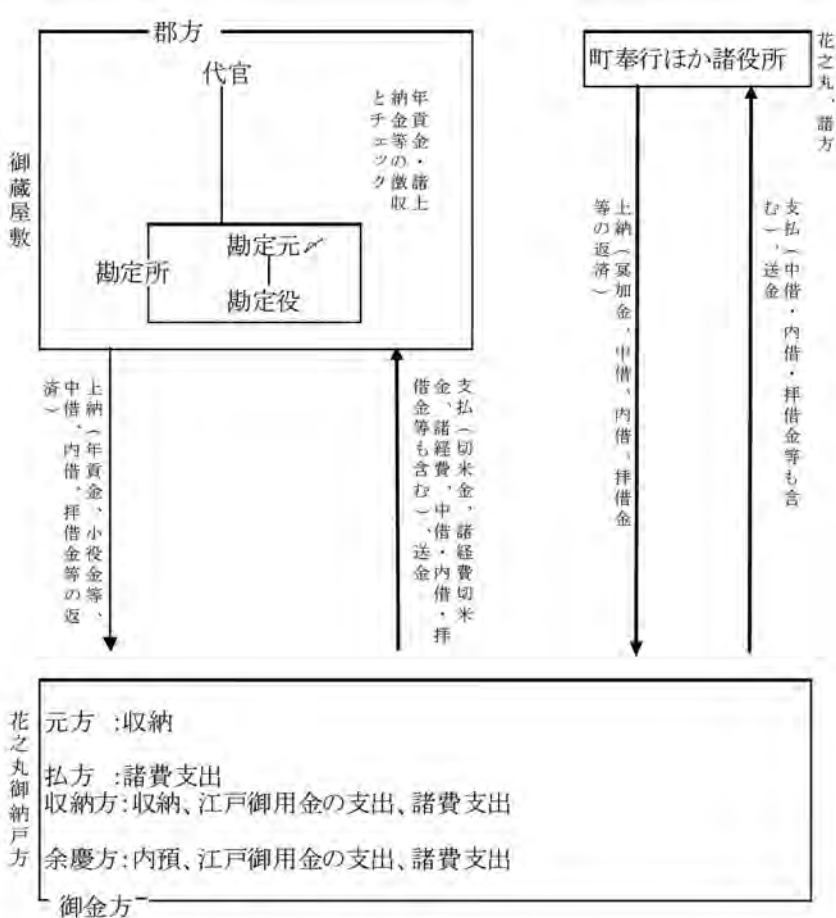 郡方
代官
年貢金・諸上
納金等の徴収
とチェック
御蔵屋敷
勘定所
勘定元〆
勘定役
町奉行ほか諸役所
花之丸、諸方
上納(年貢金、小役金等、
中借、内借、拝借金等の返
済)
支払(切米金、諸経費切米
金、諸経費、中借・内借・拝
借金等も含む)、送金
上納(冥加金、中借、内借、拝借金
等の返済)
支払(中借・内借・拝借金等も含
む)、送金
花之丸御納戸方
元方 :収納
払方 :諸費支出
収納方:収納、江戸御用金の支出、諸費支出
余慶方:内預、江戸御用金の支出、諸費支出
御金方